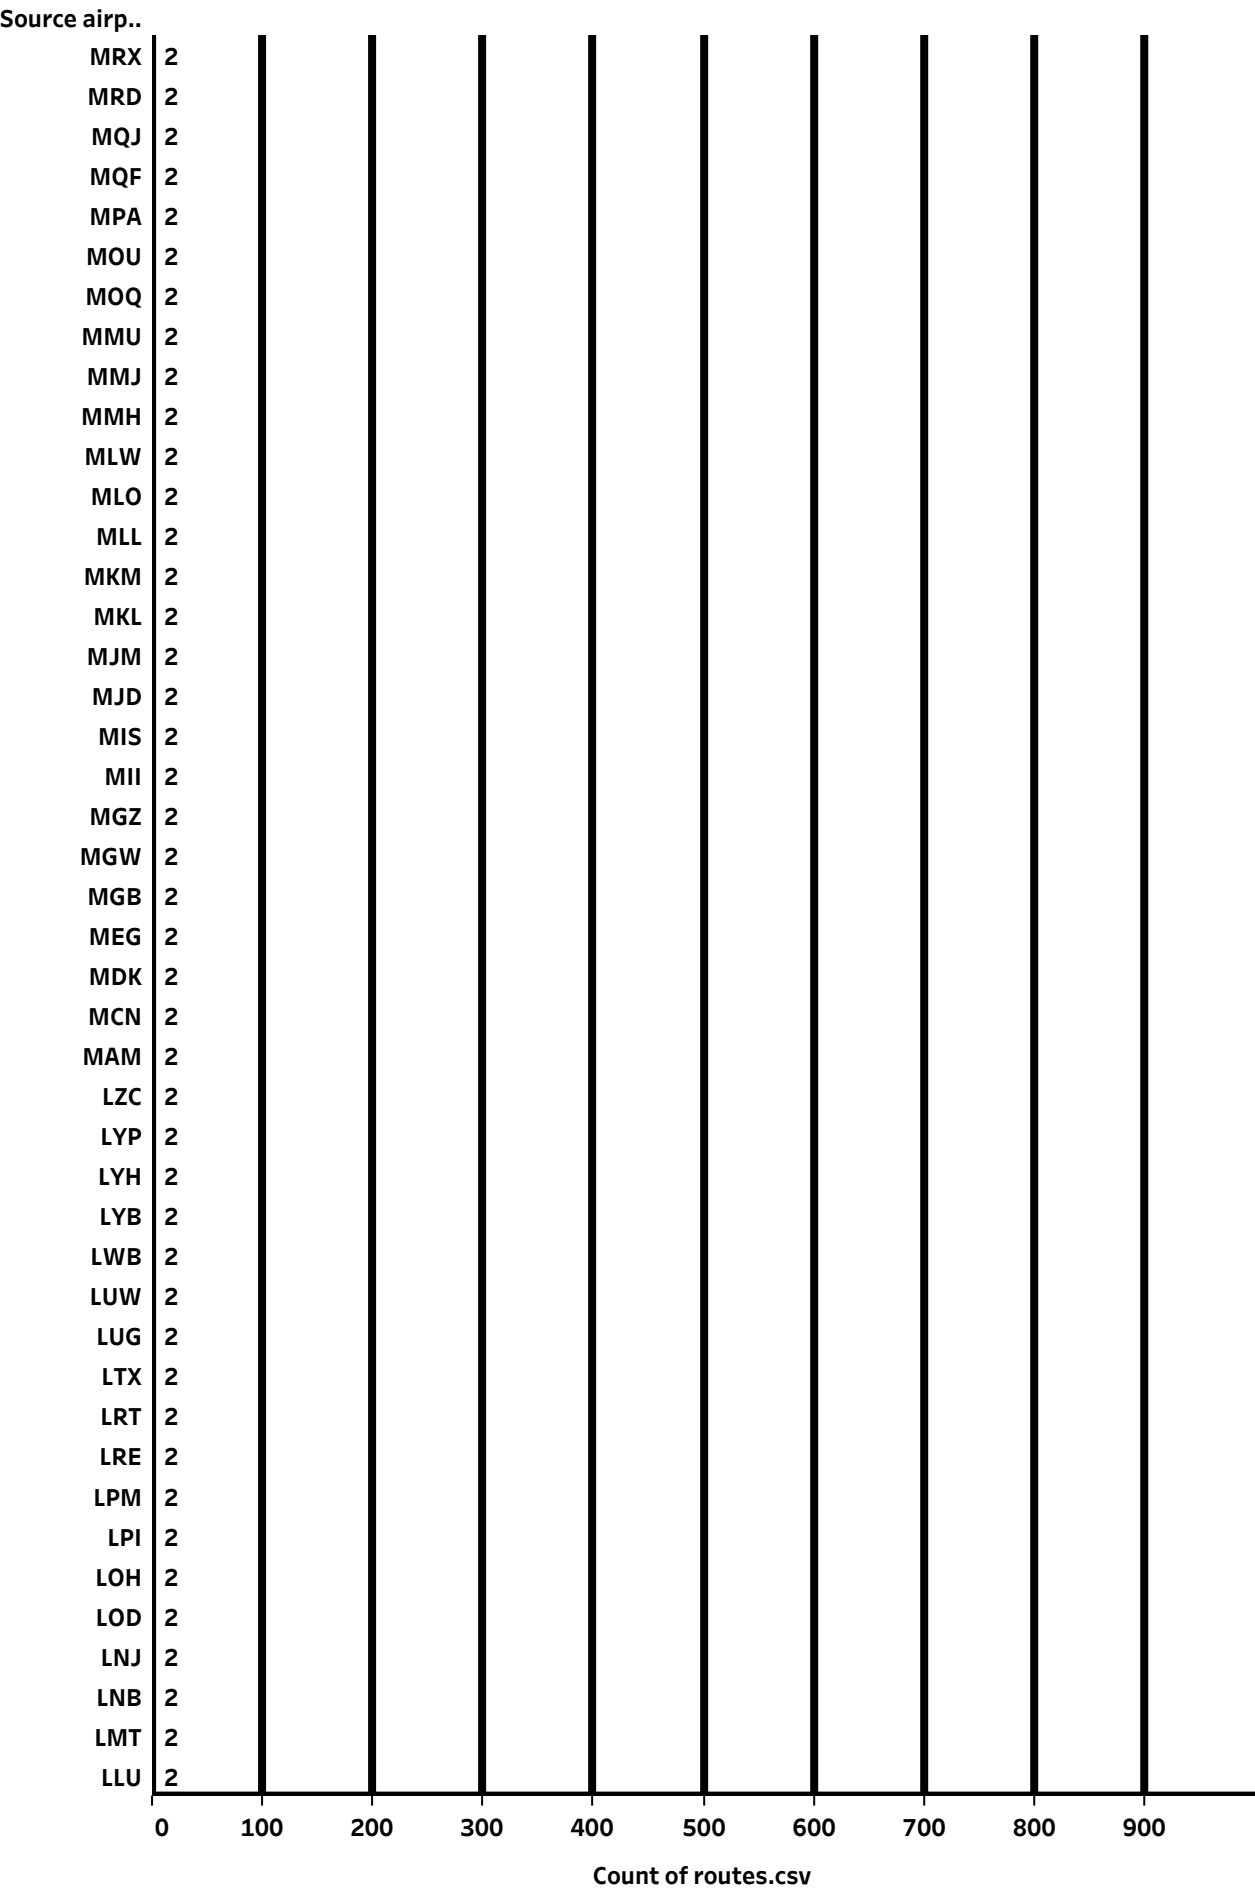 Source airp..
MRX 2
MRD 2
MQJ 2
MQF 2
MPA 2
MOU 2
MOQ 2
MMU 2
MMJ 2
MMH 2
MLW 2
MLO 2
MLL 2
MKM 2
MKL 2
MJM 2
MJD 2
MIS 2
MII 2
MGZ 2
MGW 2
MGB 2
MEG 2
MDK 2
MCN 2
MAM 2
LZC 2
LYP 2
LYH 2
LYB 2
LWB 2
LUW 2
LUG 2
LTX 2
LRT 2
LRE 2
LPM 2
LPI 2
LOH 2
LOD 2
LNJ 2
LNB 2
LMT 2
LLU 2
0 100 200 300 400 500 600 700 800 900
Count of routes.csv